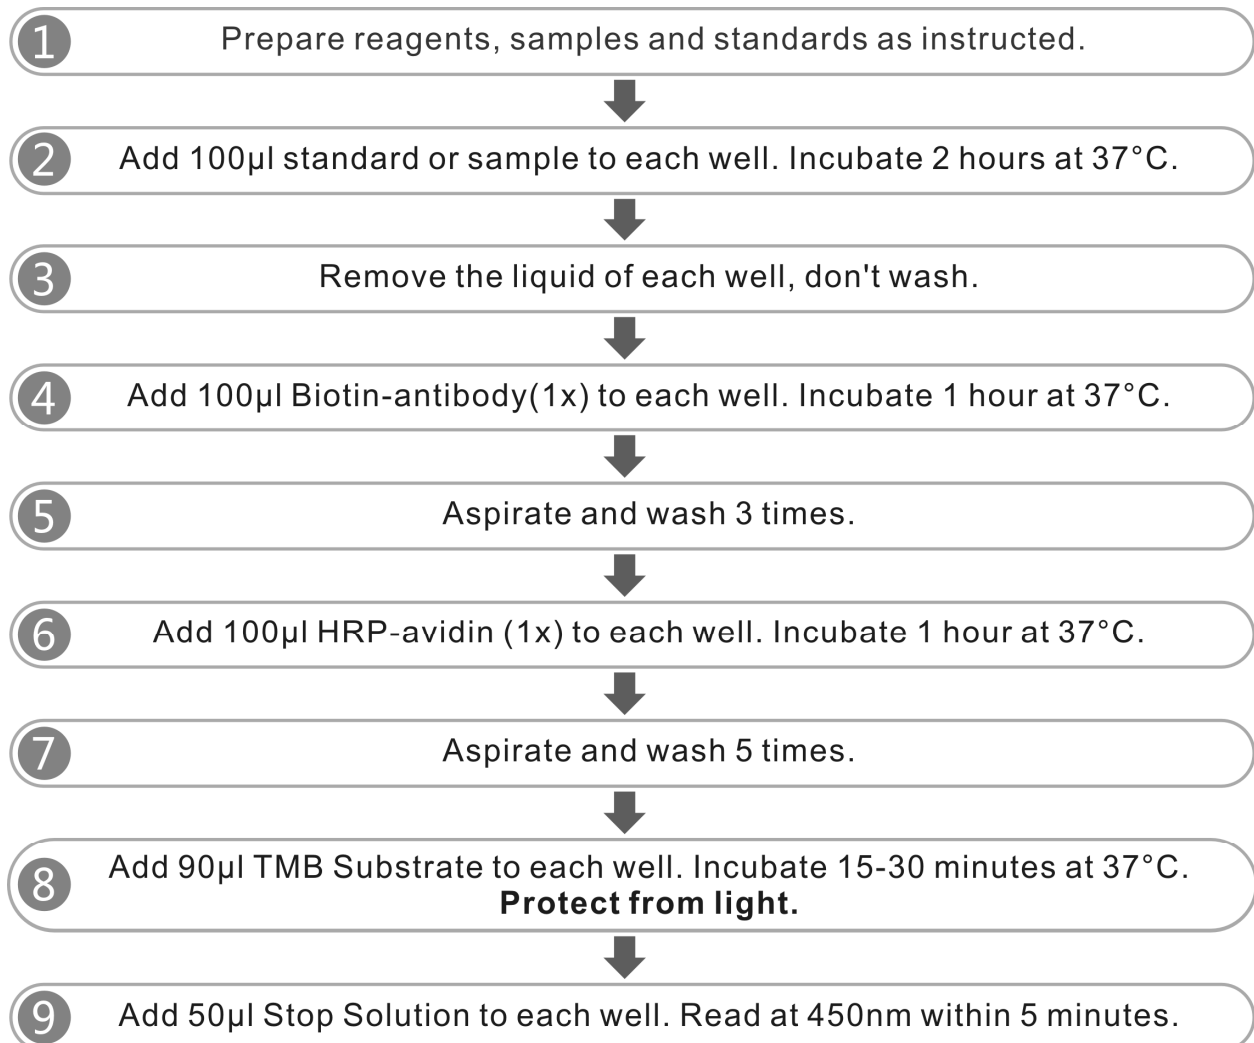 1 Prepare reagents, samples and standards as instructed.
2 Add 100µl standard or sample to each well. Incubate 2 hours at 37°C.
3 Remove the liquid of each well, don't wash.
4 Add 100µl Biotin-antibody(1x) to each well. Incubate 1 hour at 37°C.
5 Aspirate and wash 3 times.
6 Add 100µl HRP-avidin (1x) to each well. Incubate 1 hour at 37°C.
7 Aspirate and wash 5 times.
8 Add 90µl TMB Substrate to each well. Incubate 15-30 minutes at 37°C.
Protect from light.
9 Add 50µl Stop Solution to each well. Read at 450nm within 5 minutes.